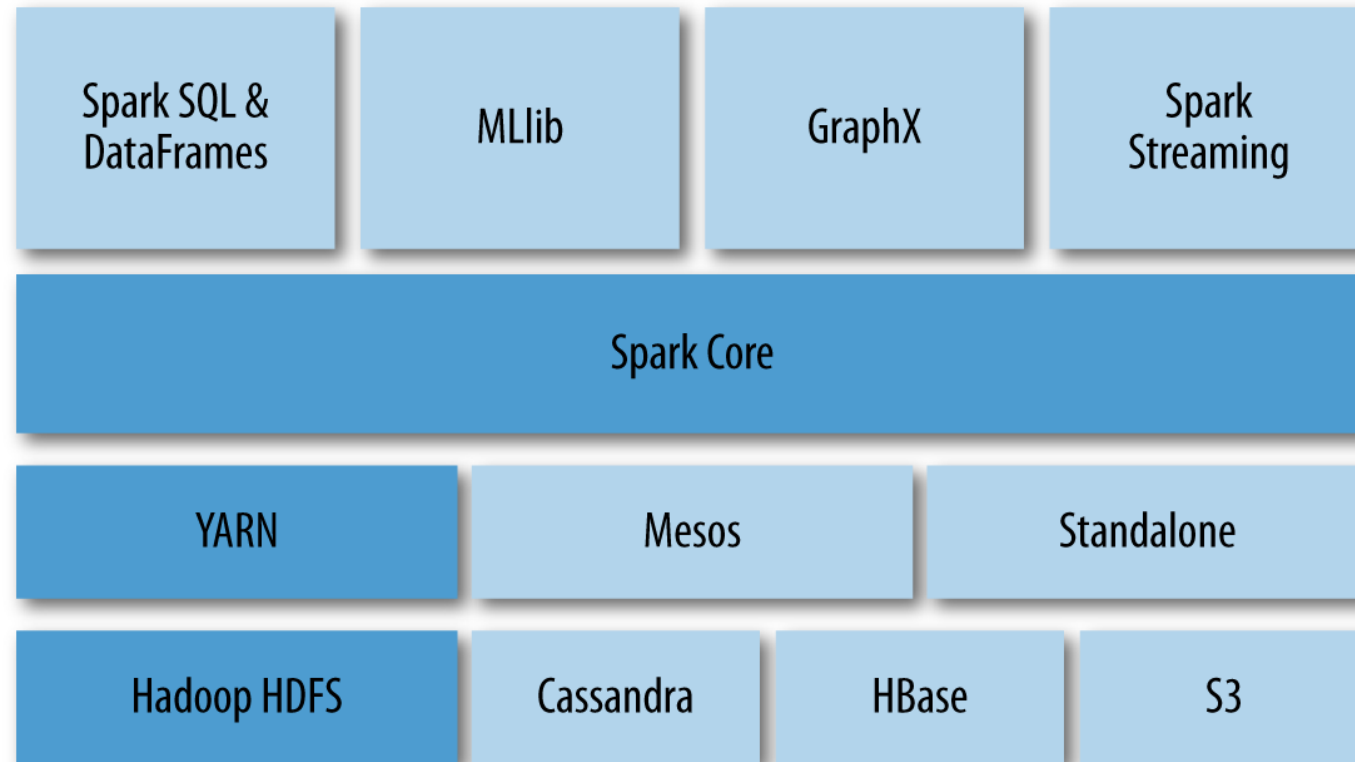 Spark SQL &
DataFrames
MLlib
GraphX
Spark
Streaming
Spark Core
YARN
Mesos
Standalone
Hadoop HDFS
Cassandra
HBase
S3